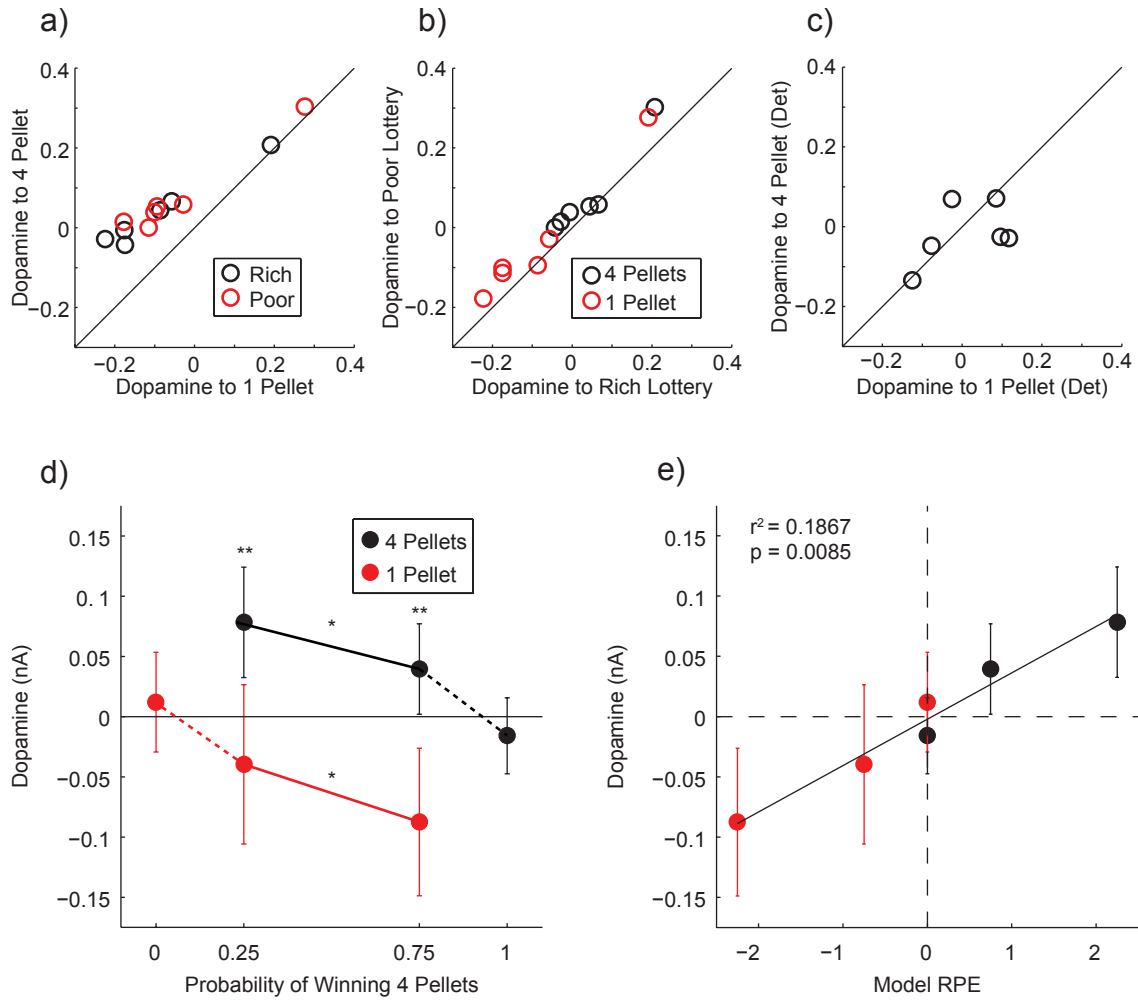 a)
Dopamine to 4 Pellet
0.4
0.2
0
−0.2
−0.2
0
0.2
0.4
Dopamine to 1 Pellet
Rich
Poor
b)
Dopamine to Poor Lottery
0.4
0.2
0
−0.2
−0.2
0
0.2
0.4
Dopamine to Rich Lottery
4 Pellets
1 Pellet
c)
Dopamine to 4 Pellet (Det)
0.4
0.2
0
−0.2
−0.2
0
0.2
0.4
Dopamine to 1 Pellet (Det)
d)
Dopamine (nA)
0.15
0.1
0.05
0
−0.05
−0.1
−0.15
4 Pellets
1 Pellet
**
*
**
*
0
0.25
0.75
1
Probability of Winning 4 Pellets
e)
Dopamine (nA)
0.15
0.1
0.05
0
−0.05
−0.1
−0.15
r² = 0.1867
p = 0.0085
−2
−1
0
1
2
Model RPE